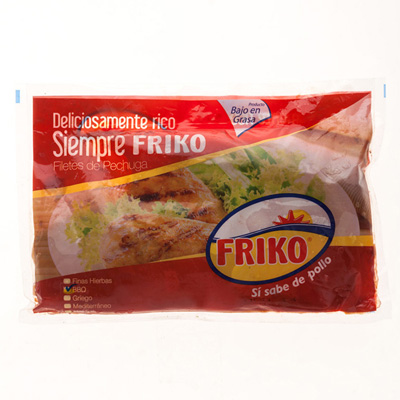 Deliciosamente rico
Siempre FRIKO
Filetes de Pechuga
Producto
Bajo en
Grasa
FRIKO
Sí sabe de pollo
Finas Hierbas
BBQ
Griego
Mediterráneo